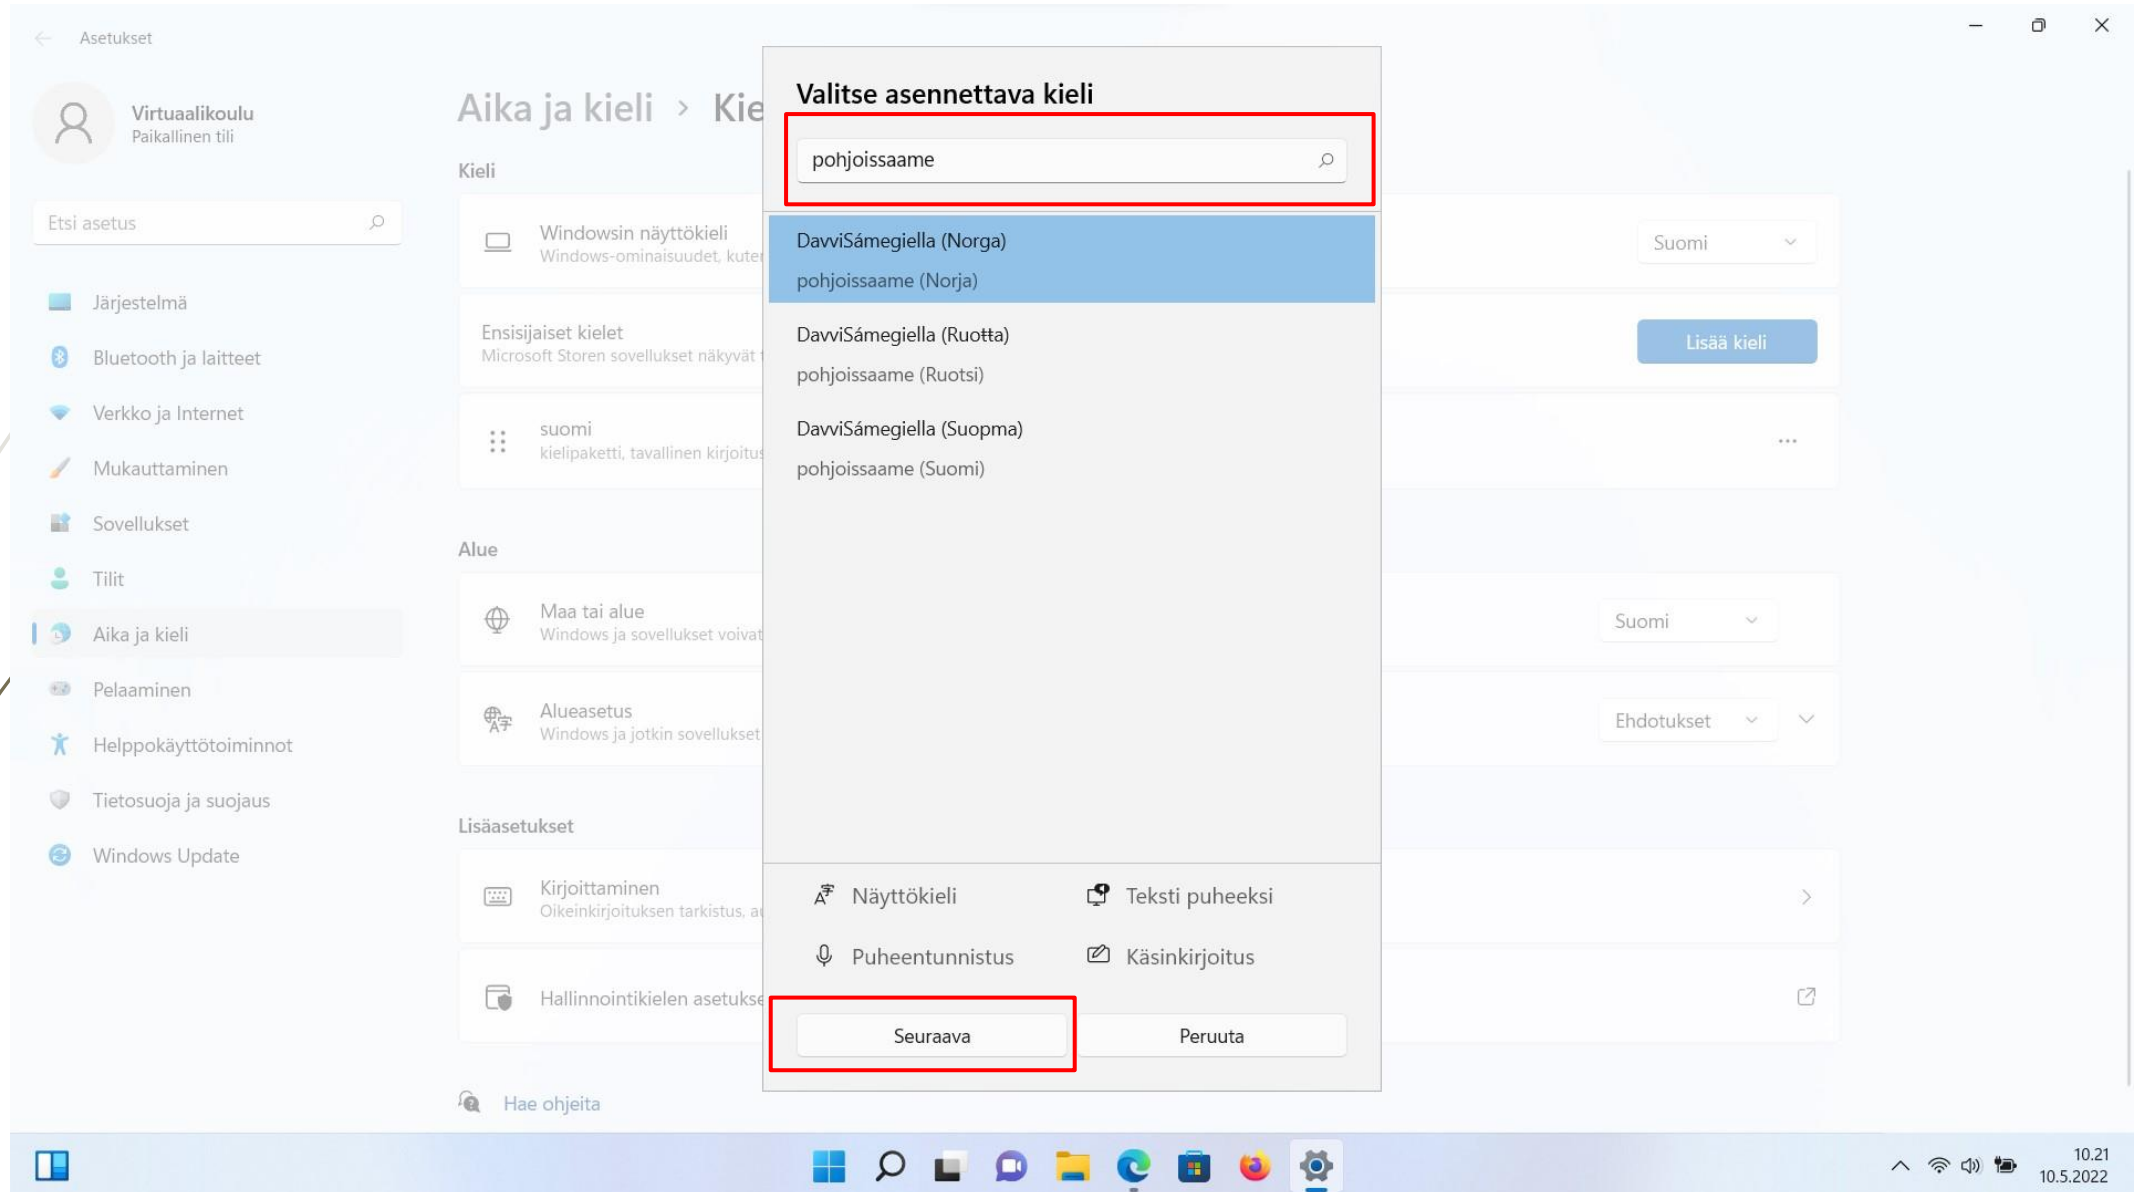 Asetukset
Virtuaalikoulu
Paikallinen tili
Etsi asetus
Järjestelmä
Bluetooth ja laitteet
Verkko ja Internet
Mukauttaminen
Sovellukset
Tilit
Aika ja kieli
Pelaaminen
Helppokäyttötoiminnot
Tietosuoja ja suojaus
Windows Update
Aika ja kieli > Kie
Kieli
Windowsin näyttökieli
Windows-ominaisuudet, kuten
Suomi
Ensisijaiset kielet
Microsoft Storen sovellukset näkyvät
Lisää kieli
suomi
kielipaketti, tavallinen kirjoitus
Alue
Maa tai alue
Windows ja sovellukset voivat
Suomi
Alueasetus
Windows ja jotkin sovellukset
Ehdotukset
Lisäasetukset
Kirjoittaminen
Oikeinkirjoituksen tarkistus, au
Hallinnointikielen asetukse
Hae ohjeita
Valitse asennettava kieli
pohjoissaame
DavviSámegiella (Norga)
pohjoissaame (Norja)
DavviSámegiella (Ruoŧŧa)
pohjoissaame (Ruotsi)
DavviSámegiella (Suopma)
pohjoissaame (Suomi)
Näyttökieli
Teksti puheeksi
Puheentunnistus
Käsinkirjoitus
Seuraava
Peruuta
10.21
10.5.2022